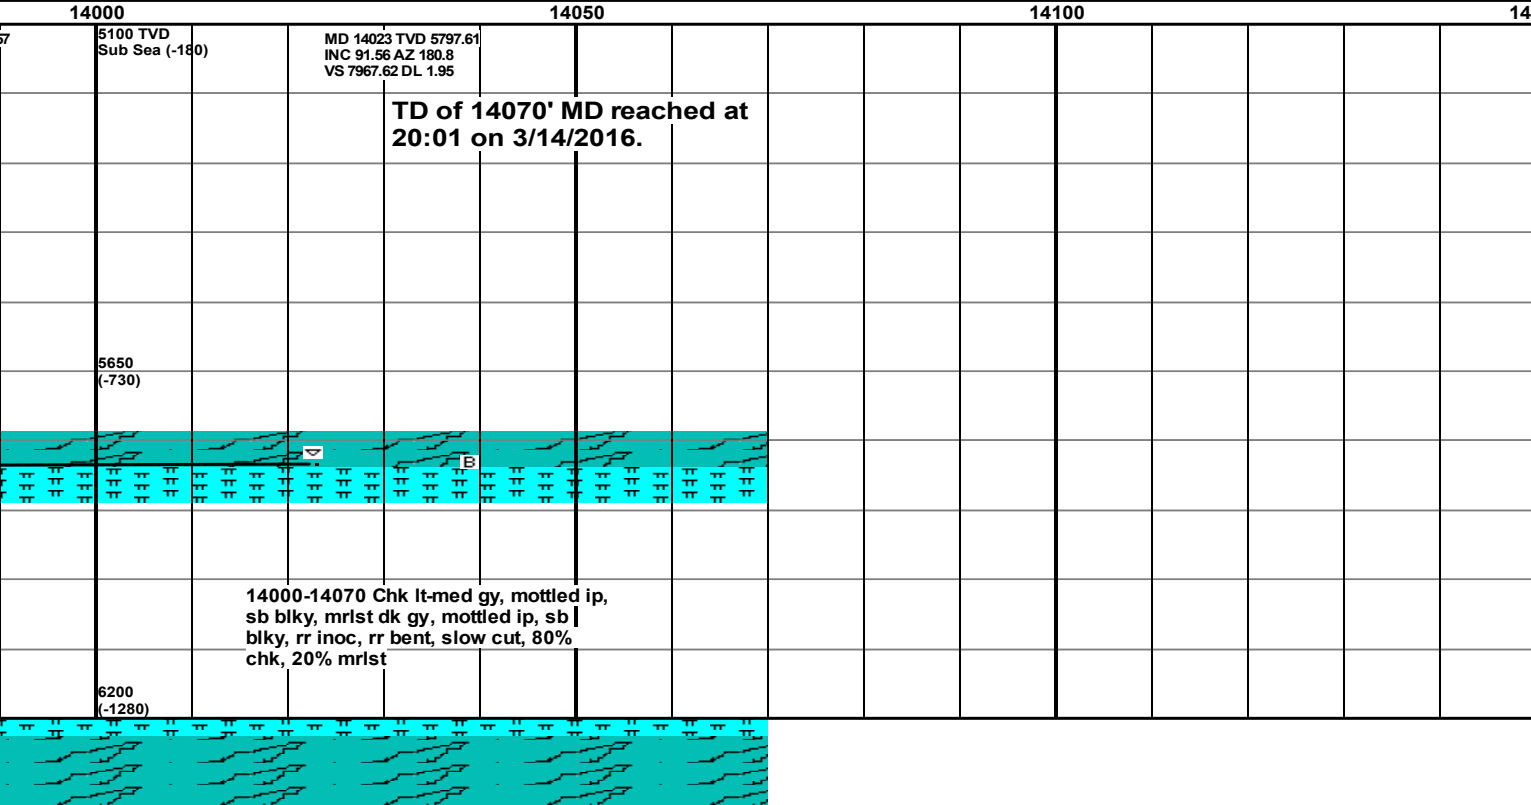 14000 14050 14100 14
57
5100 TVD
Sub Sea (-180)
MD 14023 TVD 5797.61
INC 91.56 AZ 180.8
VS 7967.62 DL 1.95
TD of 14070' MD reached at
20:01 on 3/14/2016.
5650
(-730)
B
14000-14070 Chk lt-med gy, mottled ip,
sb blky, mrlst dk gy, mottled ip, sb
blky, rr inoc, rr bent, slow cut, 80%
chk, 20% mrlst
6200
(-1280)